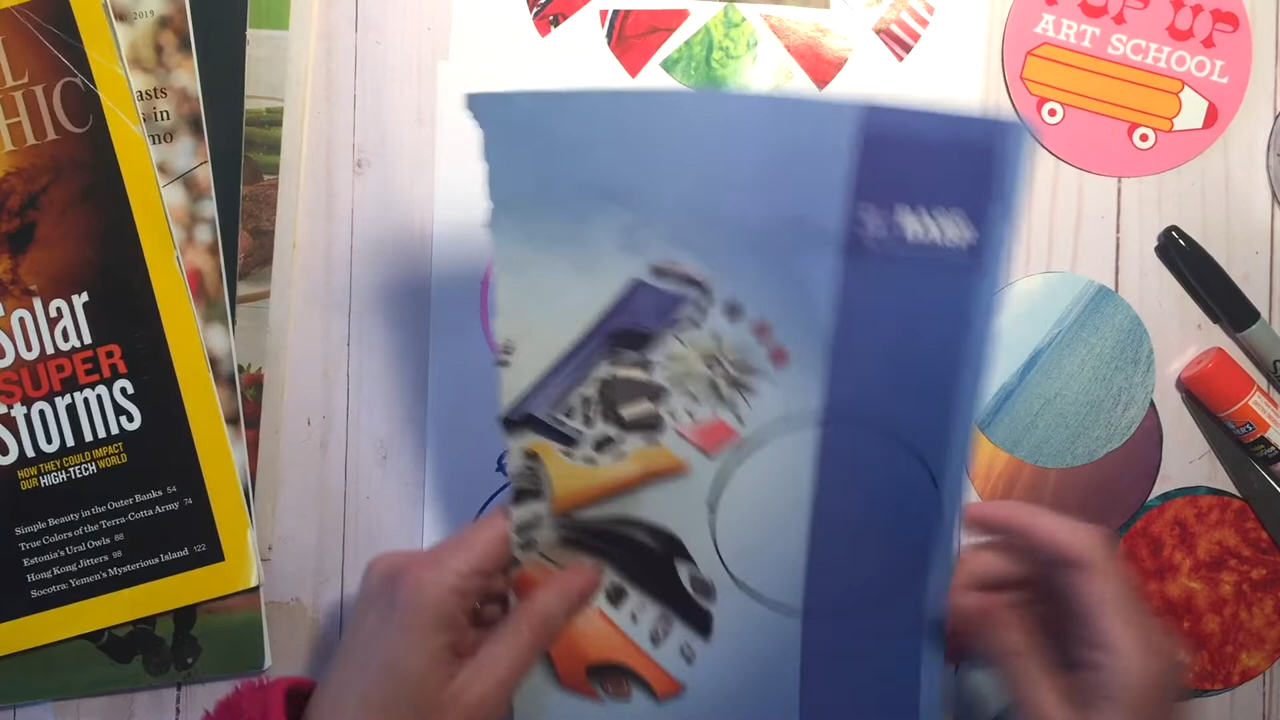 L
HIC
Solar
SUPER
Storms
HOW THEY COULD IMPACT
OUR HIGH-TECH WORLD
Simple Beauty in the Outer Banks 54
True Colors of the Terra-Cotta Army 74
Estonia's Ural Owls 88
Hong Kong Jitters 98
Socotra: Yemen's Mysterious Island 122
2019
asts
s in
mo
POP UP
ART SCHOOL